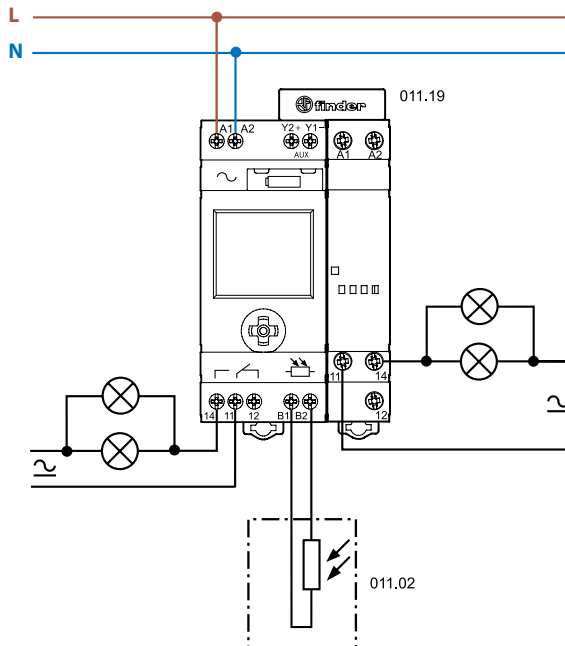 L
N
finder
011.19
A1 A2 Y2+ Y1-
AUX
A1 A2
11 14
12
14 11 12 B1 B2
011.02